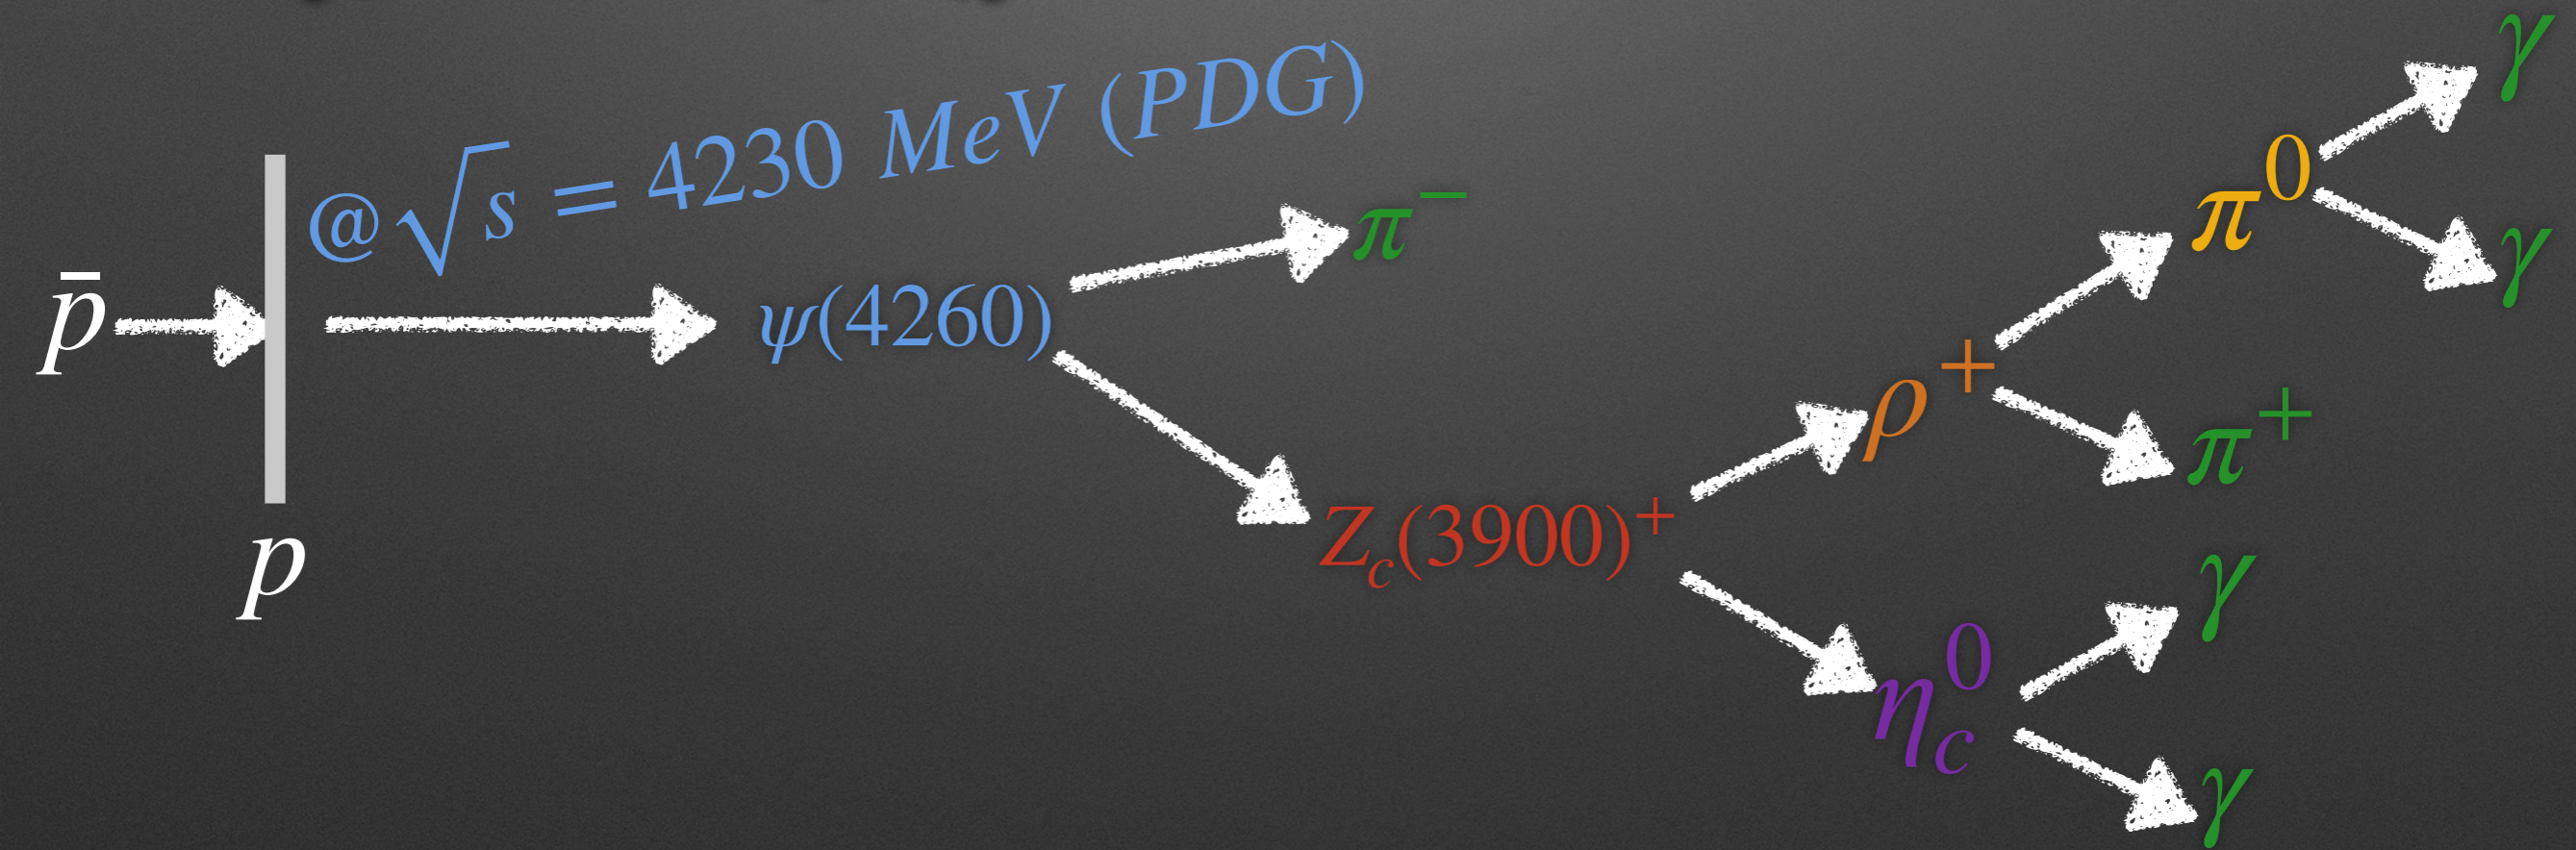 @√s = 4230 MeV (PDG)
p̄
p
ψ(4260)
π⁻
Z_c(3900)⁺
ρ⁺
π⁰
γ
γ
π⁺
η_c⁰
γ
γ